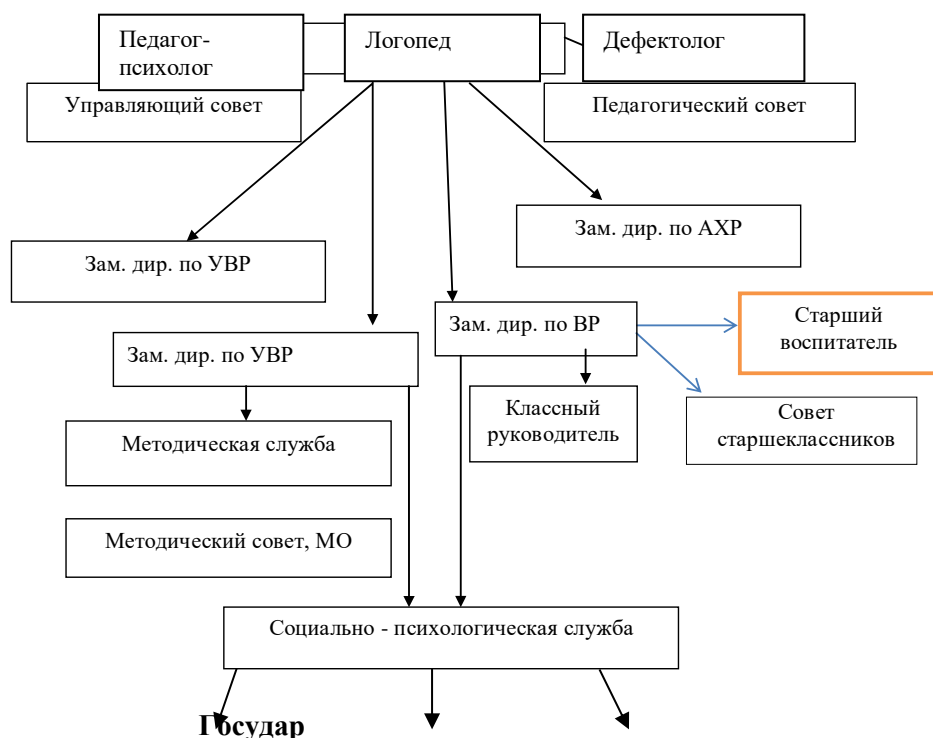 Педагог-
психолог
Логопед
Дефектолог
Управляющий совет
Педагогический совет
Зам. дир. по АХР
Зам. дир. по УВР
Зам. дир. по ВР
Старший
воспитатель
Зам. дир. по УВР
Классный
руководитель
Совет
старшеклассников
Методическая служба
Методический совет, МО
Социально - психологическая служба
Государ